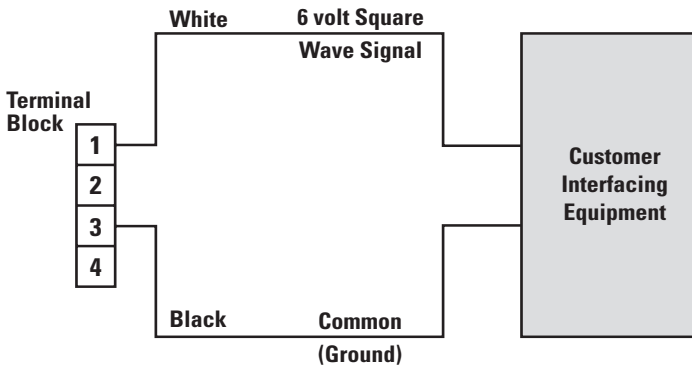 White
6 volt Square
Wave Signal
Terminal
Block
1
2
3
4
Customer
Interfacing
Equipment
Black
Common
(Ground)